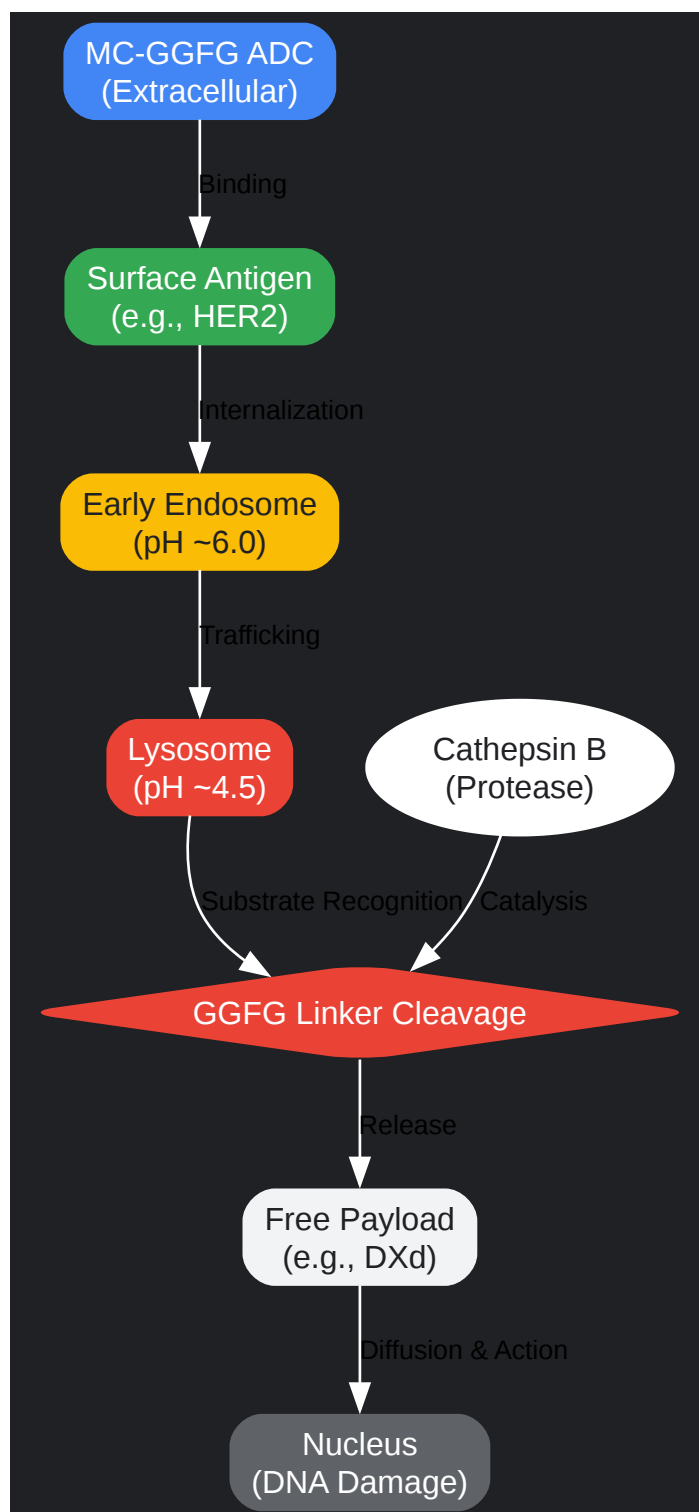 MC-GGFG ADC
(Extracellular)
Binding
Surface Antigen
(e.g., HER2)
Internalization
Early Endosome
(pH ~6.0)
Trafficking
Lysosome
(pH ~4.5)
Cathepsin B
(Protease)
Substrate Recognition
Catalysis
GGFG Linker Cleavage
Release
Free Payload
(e.g., DXd)
Diffusion & Action
Nucleus
(DNA Damage)